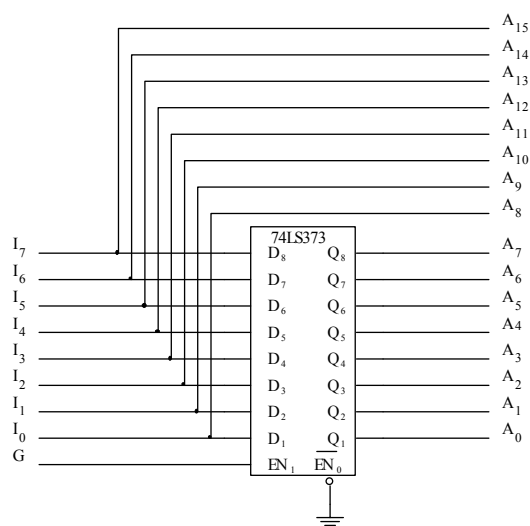 A₁₅
A₁₄
A₁₃
A₁₂
A₁₁
A₁₀
A₉
A₈
74LS373
I₇ D₈ Q₈ A₇
I₆ D₇ Q₇ A₆
I₅ D₆ Q₆ A₅
I₄ D₅ Q₅ A4
I₃ D₄ Q₄ A₃
I₂ D₃ Q₃ A₂
I₁ D₂ Q₂ A₁
I₀ D₁ Q₁ A₀
G EN₁ E̅N̅₀